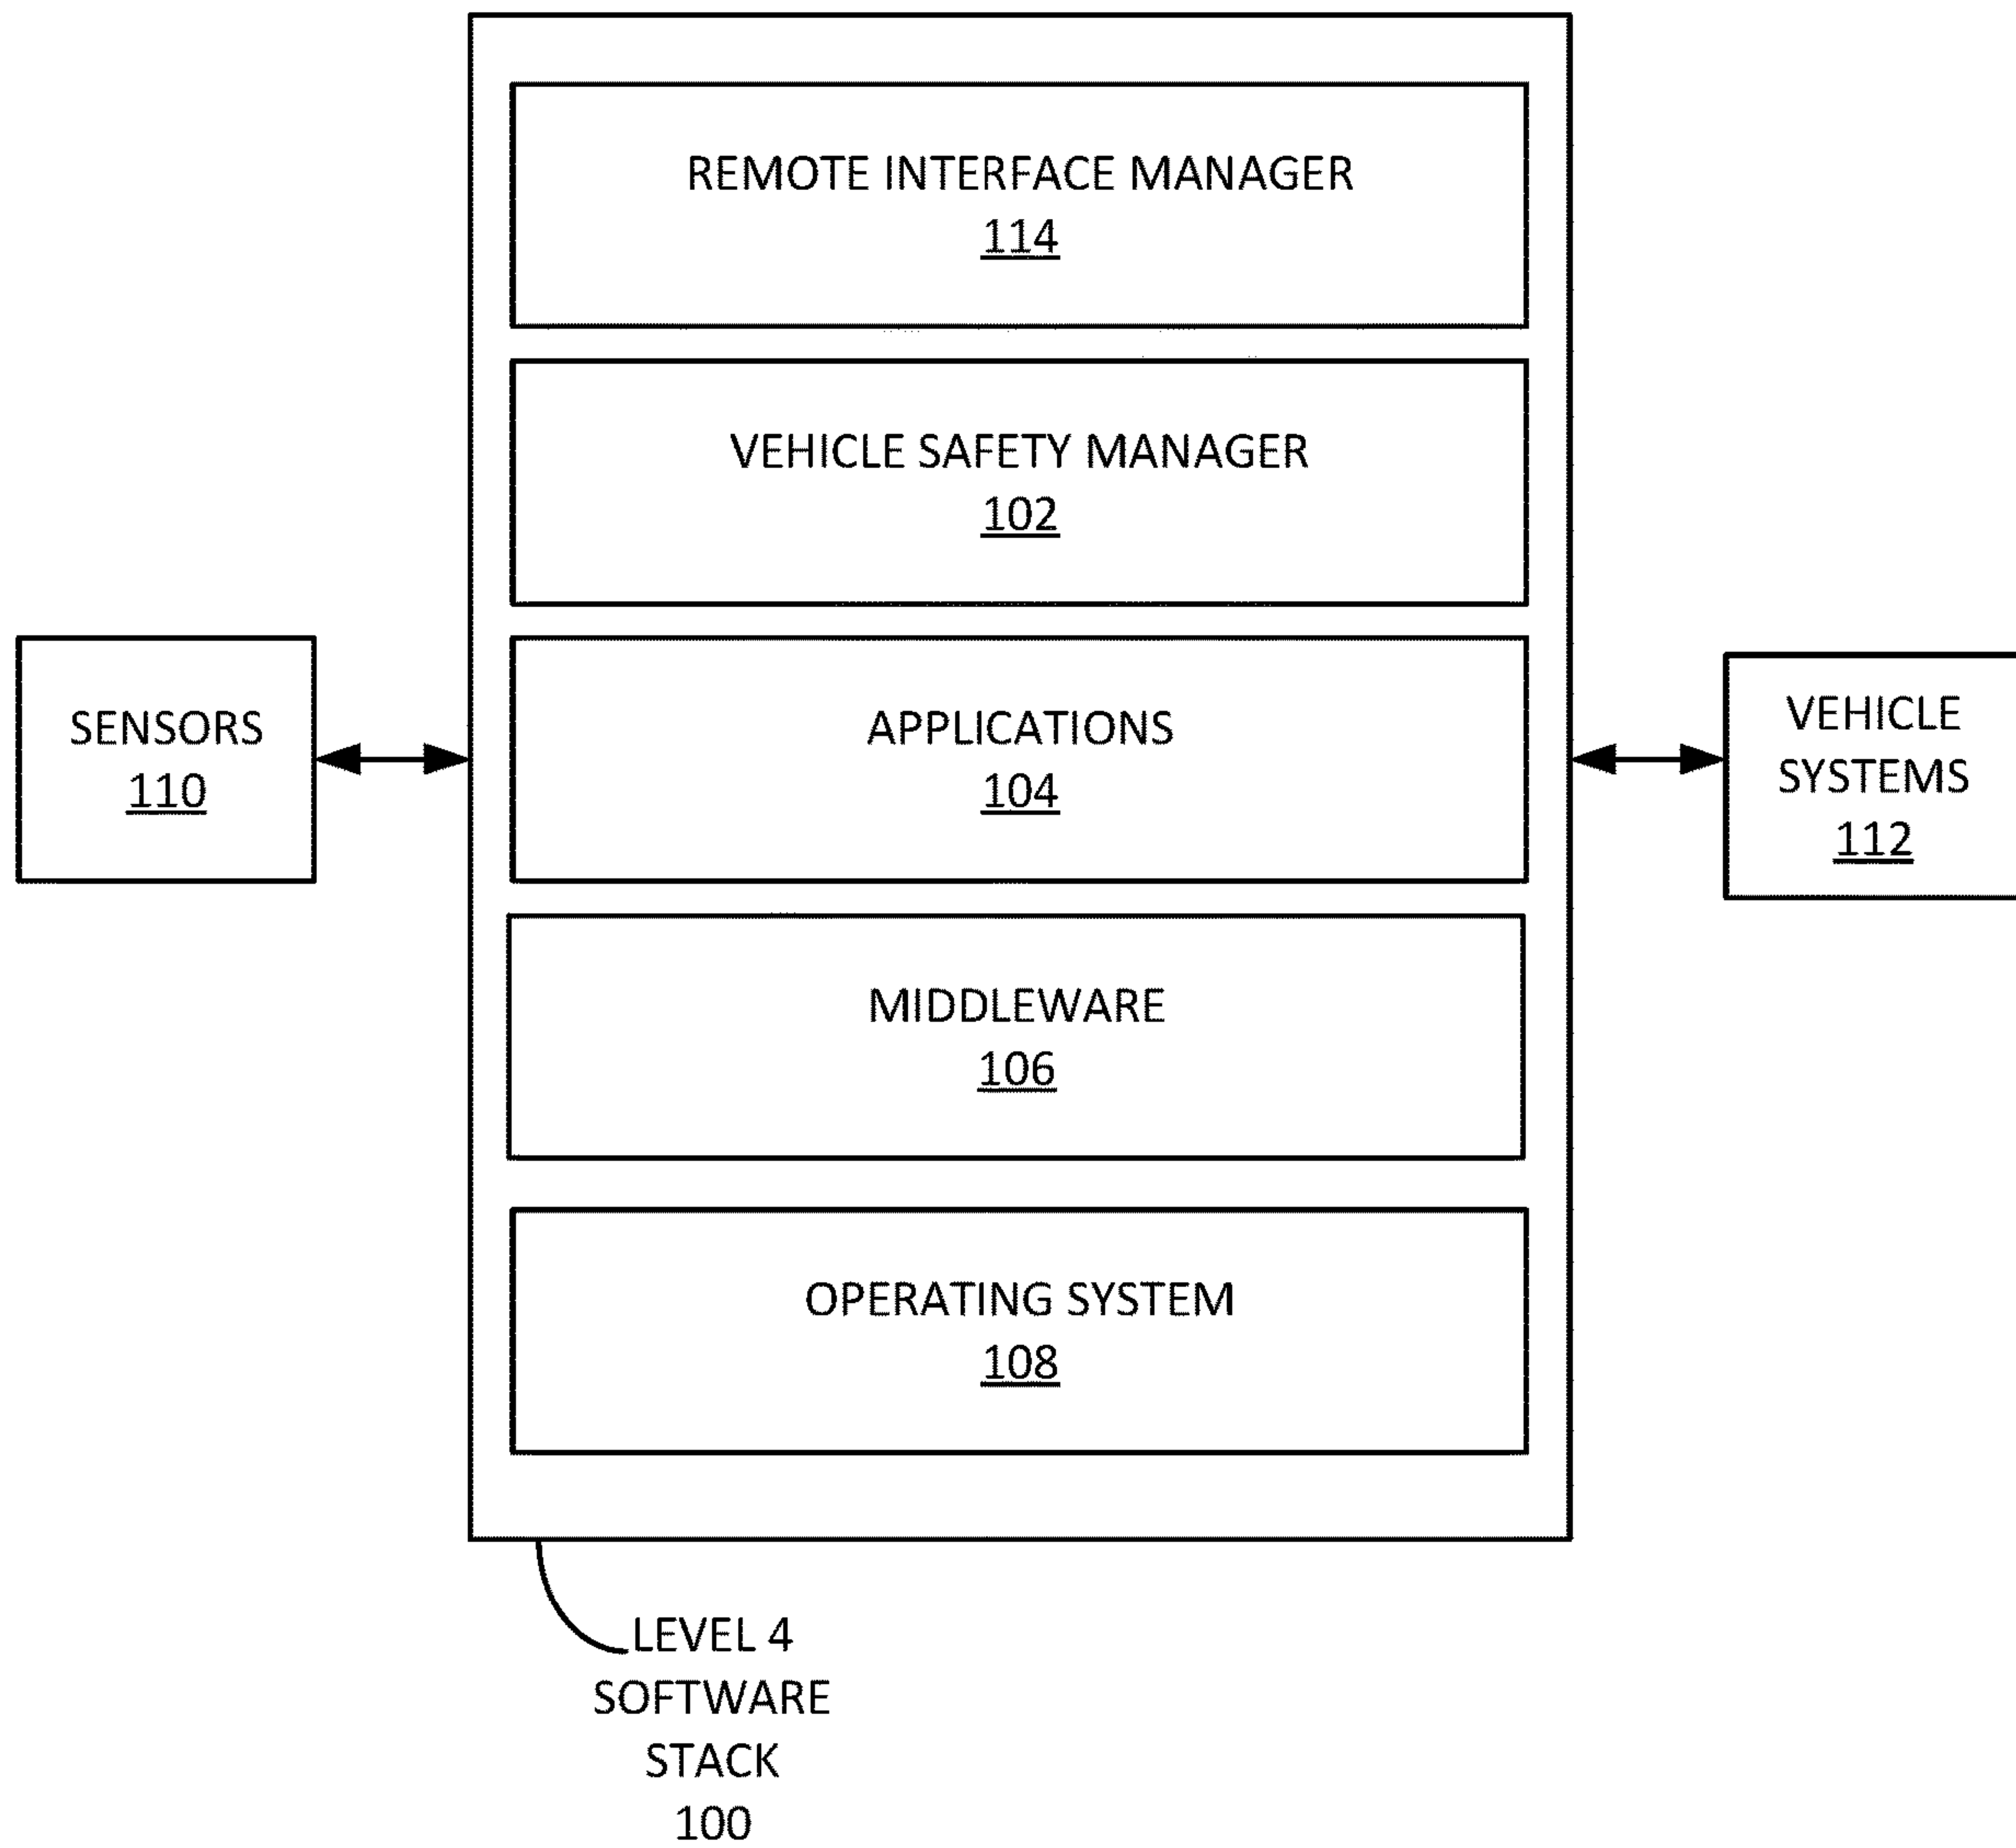 REMOTE INTERFACE MANAGER
114
VEHICLE SAFETY MANAGER
102
SENSORS
110
APPLICATIONS
104
VEHICLE
SYSTEMS
112
MIDDLEWARE
106
OPERATING SYSTEM
108
LEVEL 4
SOFTWARE
STACK
100